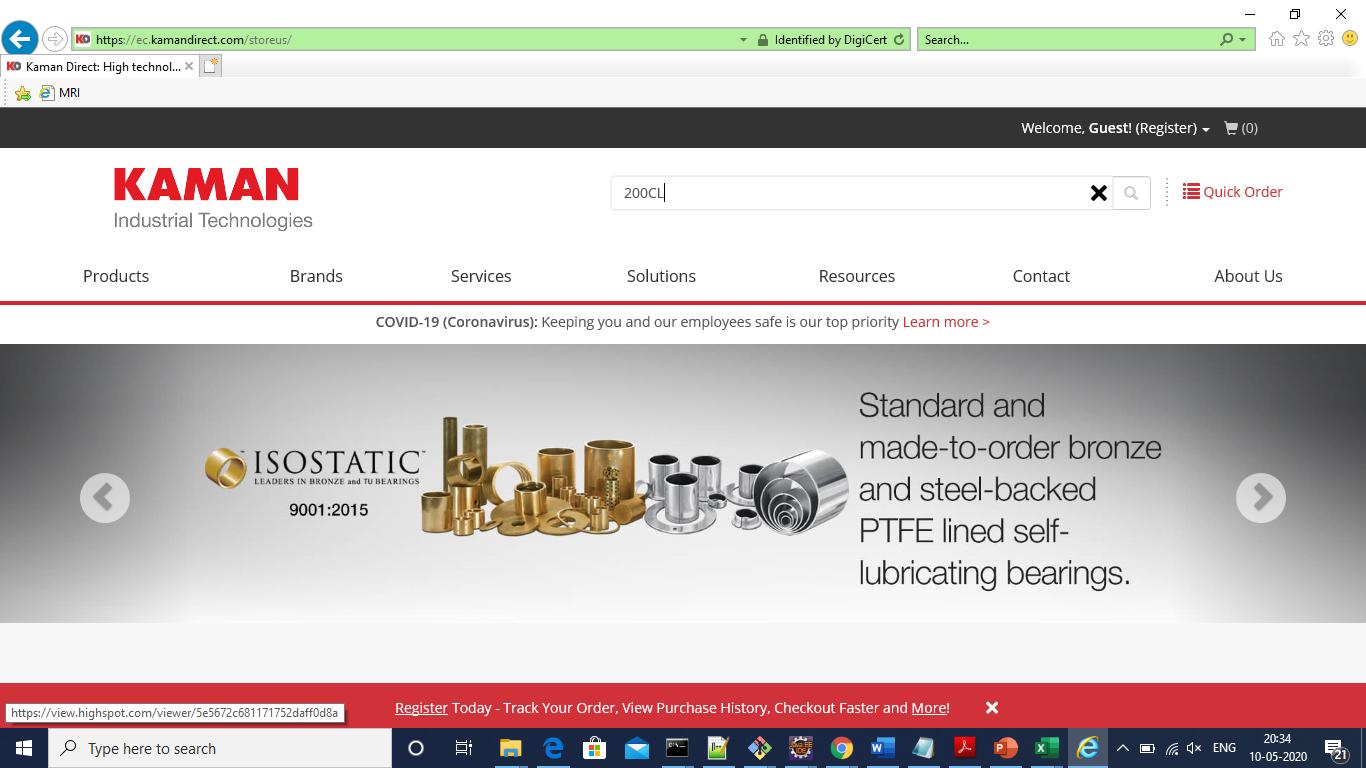 https://ec.kamandirect.com/storeus/
Identified by DigiCert
Search...
KD Kaman Direct: High technol...
MRI
Welcome, Guest! (Register)
(0)
KAMAN
Industrial Technologies
200CL
Quick Order
Products
Brands
Services
Solutions
Resources
Contact
About Us
COVID-19 (Coronavirus): Keeping you and our employees safe is our top priority Learn more >
ISOSTATIC™
LEADERS IN BRONZE and TU BEARINGS
9001:2015
Standard and
made-to-order bronze
and steel-backed
PTFE lined self-
lubricating bearings.
Register Today - Track Your Order, View Purchase History, Checkout Faster and More!
https://view.highspot.com/viewer/5e5672c681171752daff0d8a
Type here to search
ENG
20:34
10-05-2020
21